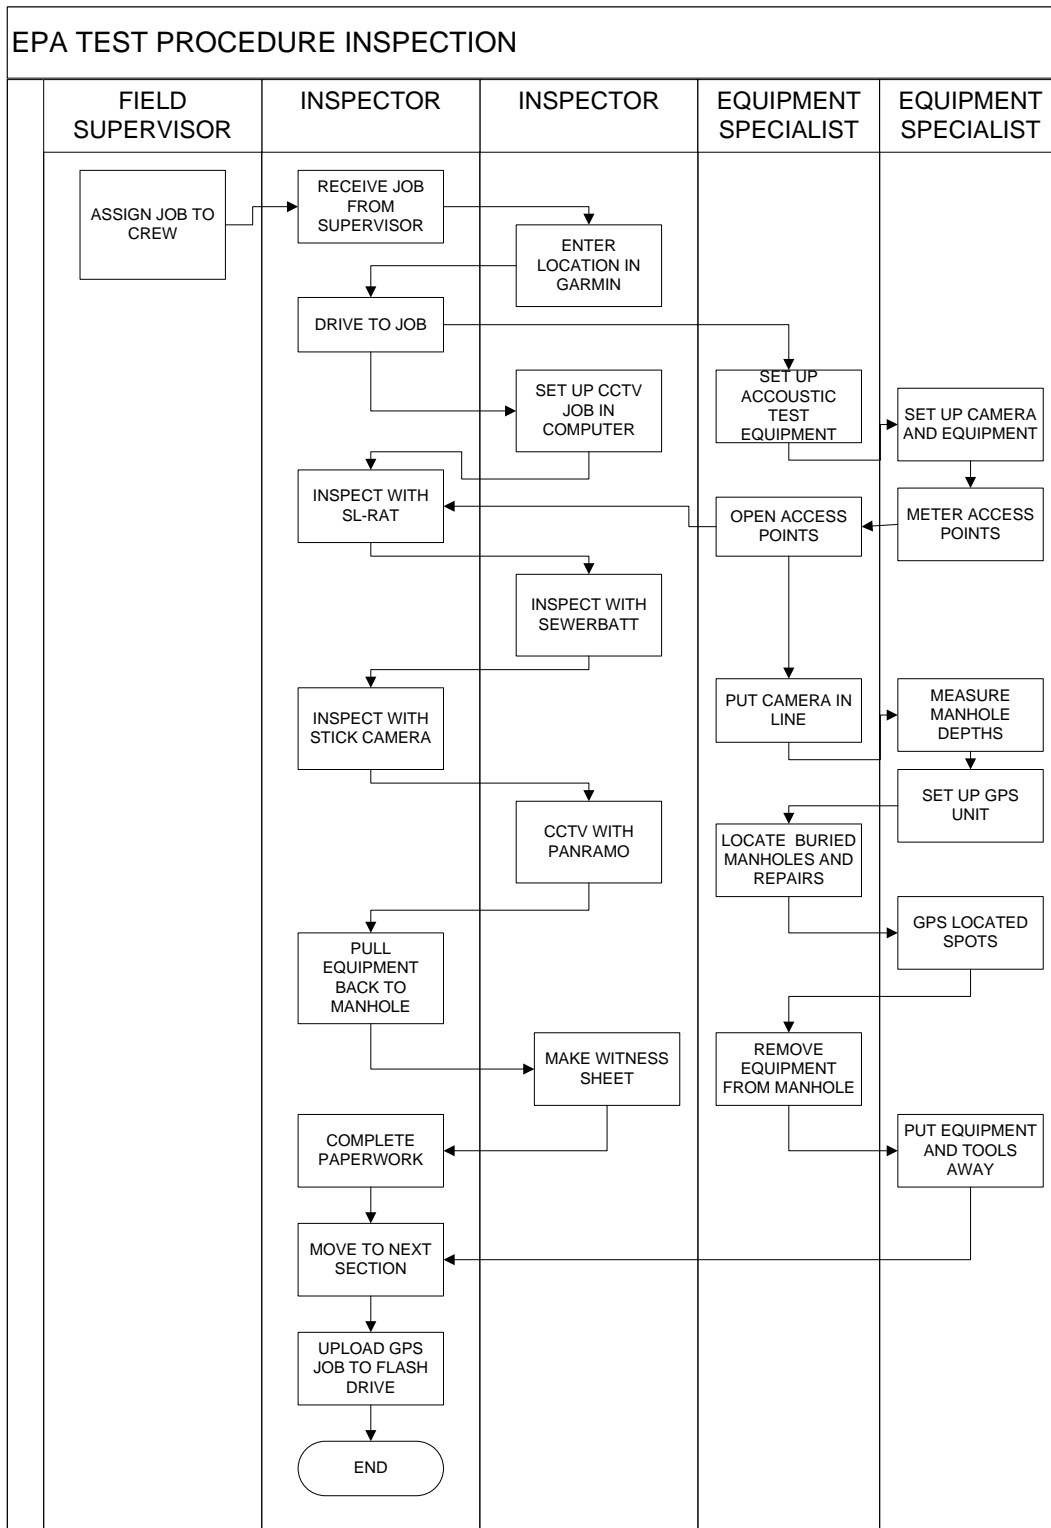 EPA TEST PROCEDURE INSPECTION
FIELD
SUPERVISOR
INSPECTOR
INSPECTOR
EQUIPMENT
SPECIALIST
EQUIPMENT
SPECIALIST
ASSIGN JOB TO
CREW
RECEIVE JOB
FROM
SUPERVISOR
ENTER
LOCATION IN
GARMIN
DRIVE TO JOB
SET UP CCTV
JOB IN
COMPUTER
SET UP
ACCOUSTIC
TEST
EQUIPMENT
SET UP CAMERA
AND EQUIPMENT
INSPECT WITH
SL-RAT
OPEN ACCESS
POINTS
METER ACCESS
POINTS
INSPECT WITH
SEWERBATT
INSPECT WITH
STICK CAMERA
PUT CAMERA IN
LINE
MEASURE
MANHOLE
DEPTHS
SET UP GPS
UNIT
CCTV WITH
PANRAMO
LOCATE BURIED
MANHOLES AND
REPAIRS
GPS LOCATED
SPOTS
PULL
EQUIPMENT
BACK TO
MANHOLE
MAKE WITNESS
SHEET
REMOVE
EQUIPMENT
FROM MANHOLE
COMPLETE
PAPERWORK
PUT EQUIPMENT
AND TOOLS
AWAY
MOVE TO NEXT
SECTION
UPLOAD GPS
JOB TO FLASH
DRIVE
END